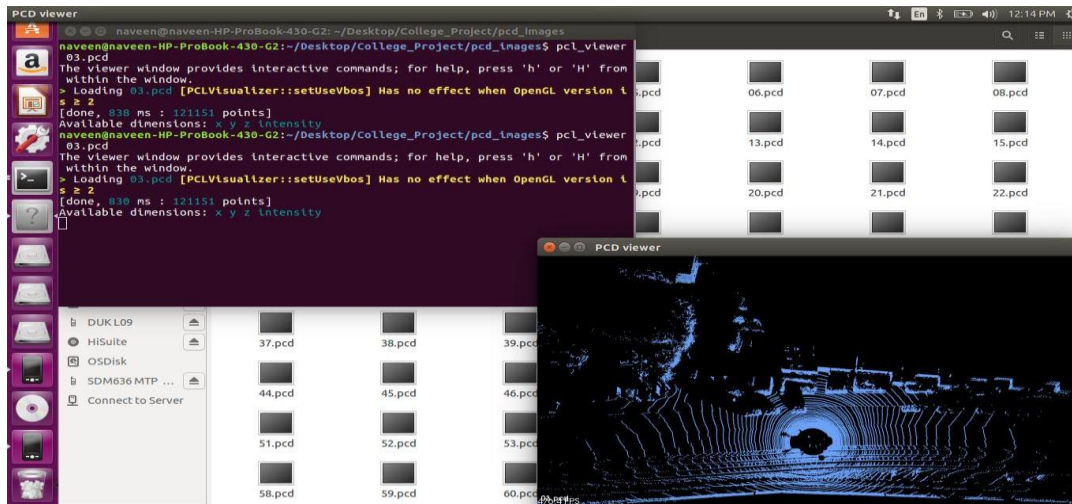 PCD viewer
En
12:14 PM
naveen@naveen-HP-ProBook-430-G2: ~/Desktop/College_Project/pcd_images
naveen@naveen-HP-ProBook-430-G2:~/Desktop/College_Project/pcd_images$ pcl_viewer
03.pcd
The viewer window provides interactive commands; for help, press 'h' or 'H' from
within the window.
> Loading 03.pcd [PCLVisualizer::setUseVbos] Has no effect when OpenGL version i
s ≥ 2
[done, 838 ms : 121151 points]
Available dimensions: x y z intensity
naveen@naveen-HP-ProBook-430-G2:~/Desktop/College_Project/pcd_images$ pcl_viewer
03.pcd
The viewer window provides interactive commands; for help, press 'h' or 'H' from
within the window.
> Loading 03.pcd [PCLVisualizer::setUseVbos] Has no effect when OpenGL version i
s ≥ 2
[done, 830 ms : 121151 points]
Available dimensions: x y z intensity
06.pcd 07.pcd 08.pcd
13.pcd 14.pcd 15.pcd
20.pcd 21.pcd 22.pcd
PCD viewer
DUK L09
HiSuite
OSDisk
SDM636 MTP ...
Connect to Server
37.pcd 38.pcd 39.pcd
44.pcd 45.pcd 46.pcd
51.pcd 52.pcd 53.pcd
58.pcd 59.pcd 60.pcd